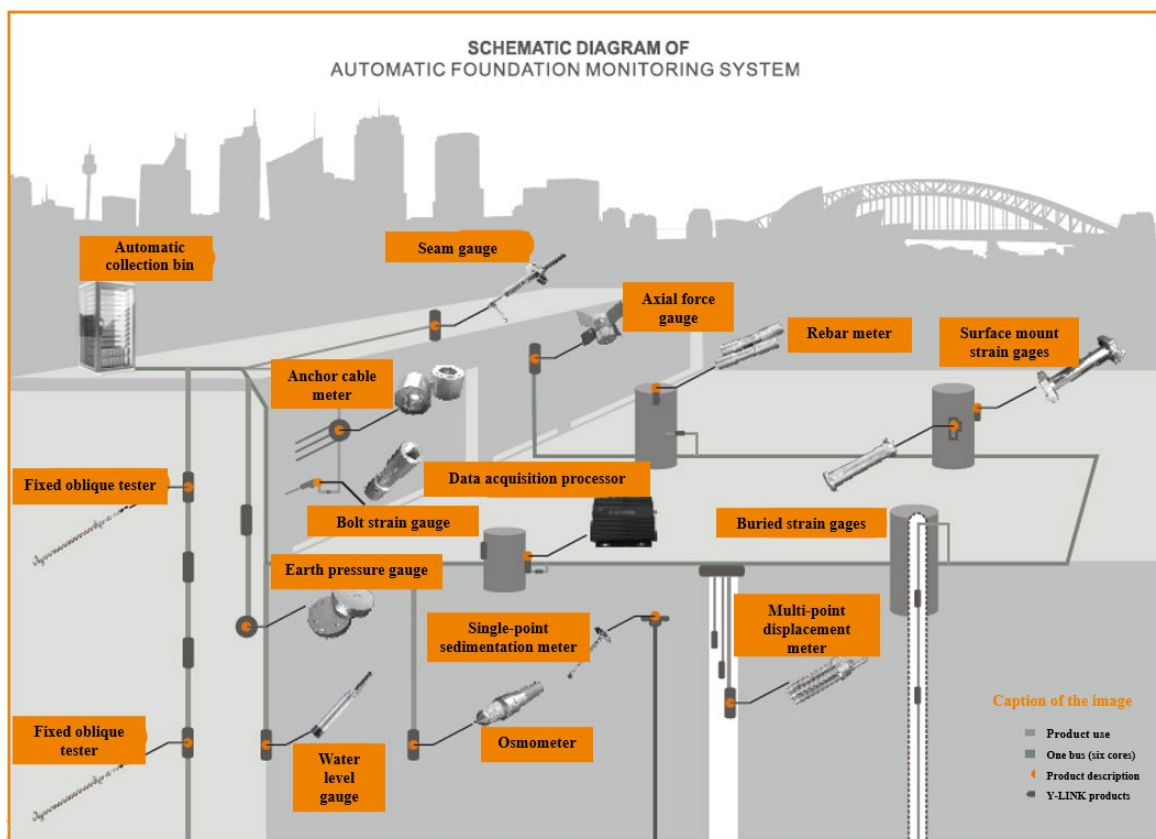 SCHEMATIC DIAGRAM OF
AUTOMATIC FOUNDATION MONITORING SYSTEM
Automatic
collection bin
Seam gauge
Axial force
gauge
Rebar meter
Surface mount
strain gages
Anchor cable
meter
Fixed oblique tester
Data acquisition processor
Bolt strain gauge
Buried strain gages
Earth pressure gauge
Single-point
sedimentation meter
Multi-point
displacement
meter
Fixed oblique
tester
Water
level
gauge
Osmometer
Caption of the image
Product use
One bus (six cores)
Product description
Y-LINK products